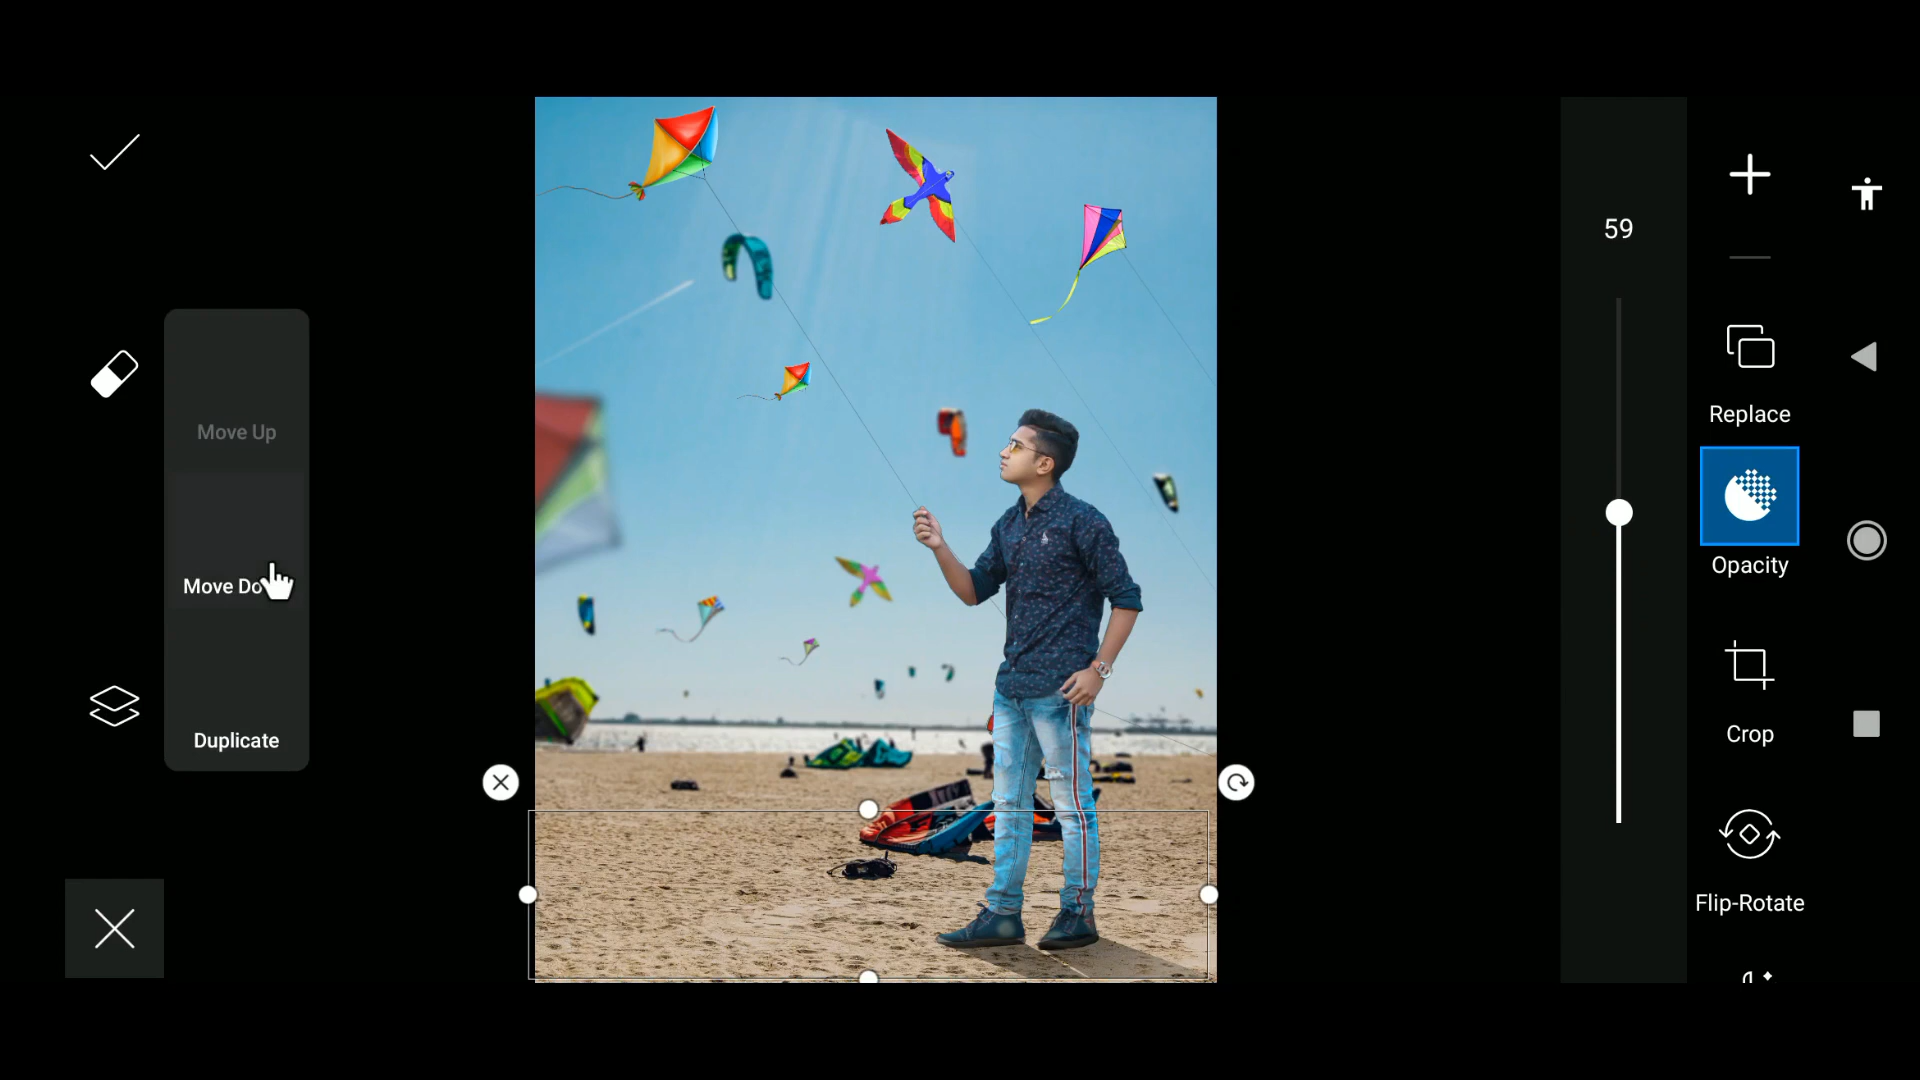 59
Move Up
Replace
Opacity
Move Do
Crop
Duplicate
Flip-Rotate